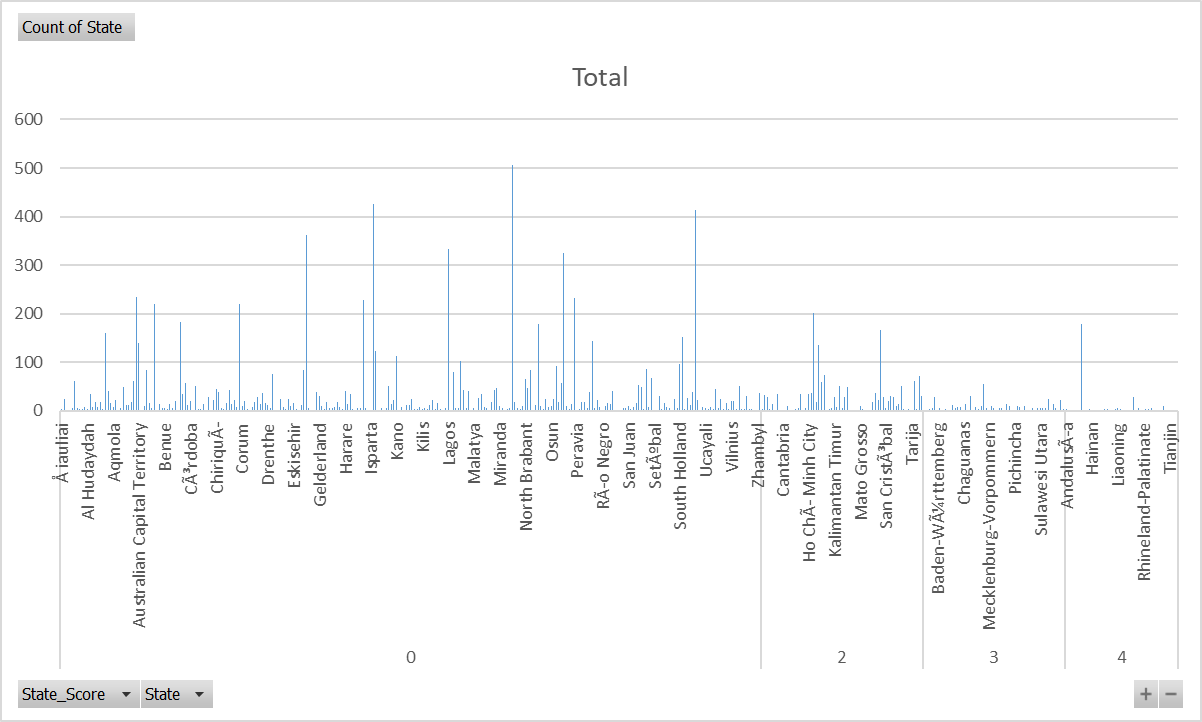 Count of State
Total
600
500
400
300
200
100
0
Å iauliai
Al Hudaydah
Aqmola
Australian Capital Territory
Benue
CÃ³rdoba
ChiriquÃ-
Corum
Drenthe
Eskisehir
Gelderland
Harare
Isparta
Kano
Kilis
Lagos
Malatya
Miranda
North Brabant
Osun
Peravia
RÃ-o Negro
San Juan
SetÃºbal
South Holland
Ucayali
Vilnius
Zhambyl
Cantabria
Ho ChÃ- Minh City
Kalimantan Timur
Mato Grosso
San CristÃ³bal
Tarija
Baden-WÃ¼rttemberg
Chaguanas
Mecklenburg-Vorpommern
Pichincha
Sulawesi Utara
AndalusÃ-a
Hainan
Liaoning
Rhineland-Palatinate
Tianjin
0
2
3
4
State_Score
State